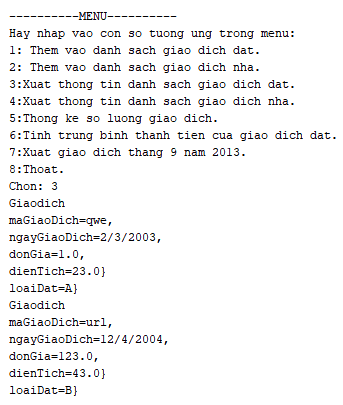 ----------MENU----------
Hay nhap vao con so tuong ung trong menu:
1: Them vao danh sach giao dich dat.
2: Them vao danh sach giao dich nha.
3:Xuat thong tin danh sach giao dich dat.
4:Xuat thong tin danh sach giao dich nha.
5:Thong ke so luong giao dich.
6:Tinh trung binh thanh tien cua giao dich dat.
7:Xuat giao dich thang 9 nam 2013.
8:Thoat.
Chon: 3
Giaodich
maGiaoDich=qwe,
ngayGiaoDich=2/3/2003,
donGia=1.0,
dienTich=23.0}
loaiDat=A}
Giaodich
maGiaoDich=url,
ngayGiaoDich=12/4/2004,
donGia=123.0,
dienTich=43.0}
loaiDat=B}